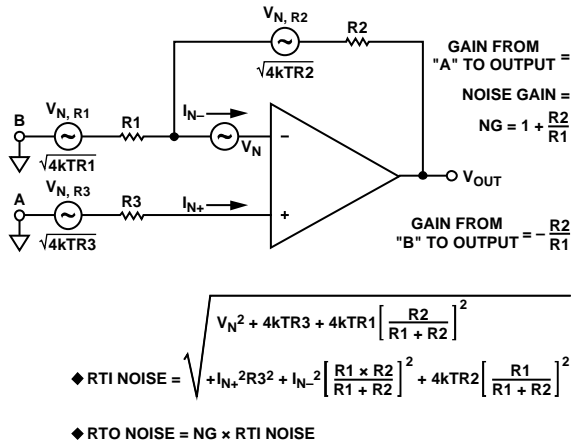 V_N, R2
R2
√4kTR2
GAIN FROM
"A" TO OUTPUT =
NOISE GAIN =
NG = 1 + R2/R1
B
V_N, R1
R1
I_N–
√4kTR1
V_N
–
A
V_N, R3
R3
I_N+
√4kTR3
+
V_OUT
GAIN FROM
"B" TO OUTPUT = – R2/R1
◆ RTI NOISE = √ V_N² + 4kTR3 + 4kTR1 [R2/(R1 + R2)]²
+ I_N+² R3² + I_N–² [(R1 × R2)/(R1 + R2)]² + 4kTR2 [R1/(R1 + R2)]²
◆ RTO NOISE = NG × RTI NOISE